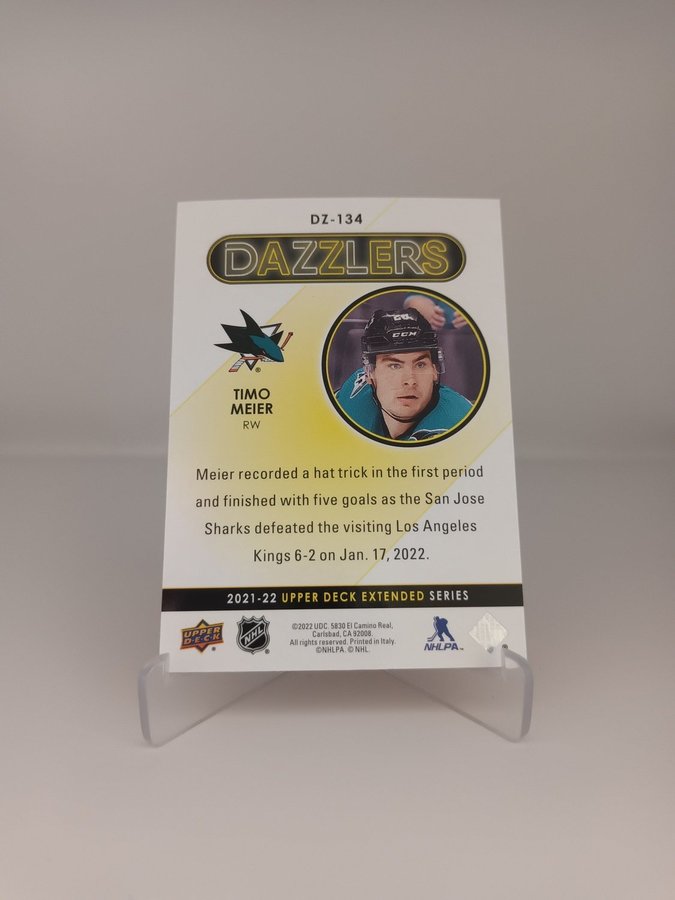 DZ-134
DAZZLERS
CCM
TIMO
MEIER
RW
Meier recorded a hat trick in the first period
and finished with five goals as the San Jose
Sharks defeated the visiting Los Angeles
Kings 6-2 on Jan. 17, 2022.
2021-22 UPPER DECK EXTENDED SERIES
UPPER
D·E·C·K
NHL
©2022 UDC. 5830 El Camino Real,
Carlsbad, CA 92008.
All rights reserved. Printed in Italy.
©NHLPA. © NHL.
NHLPA